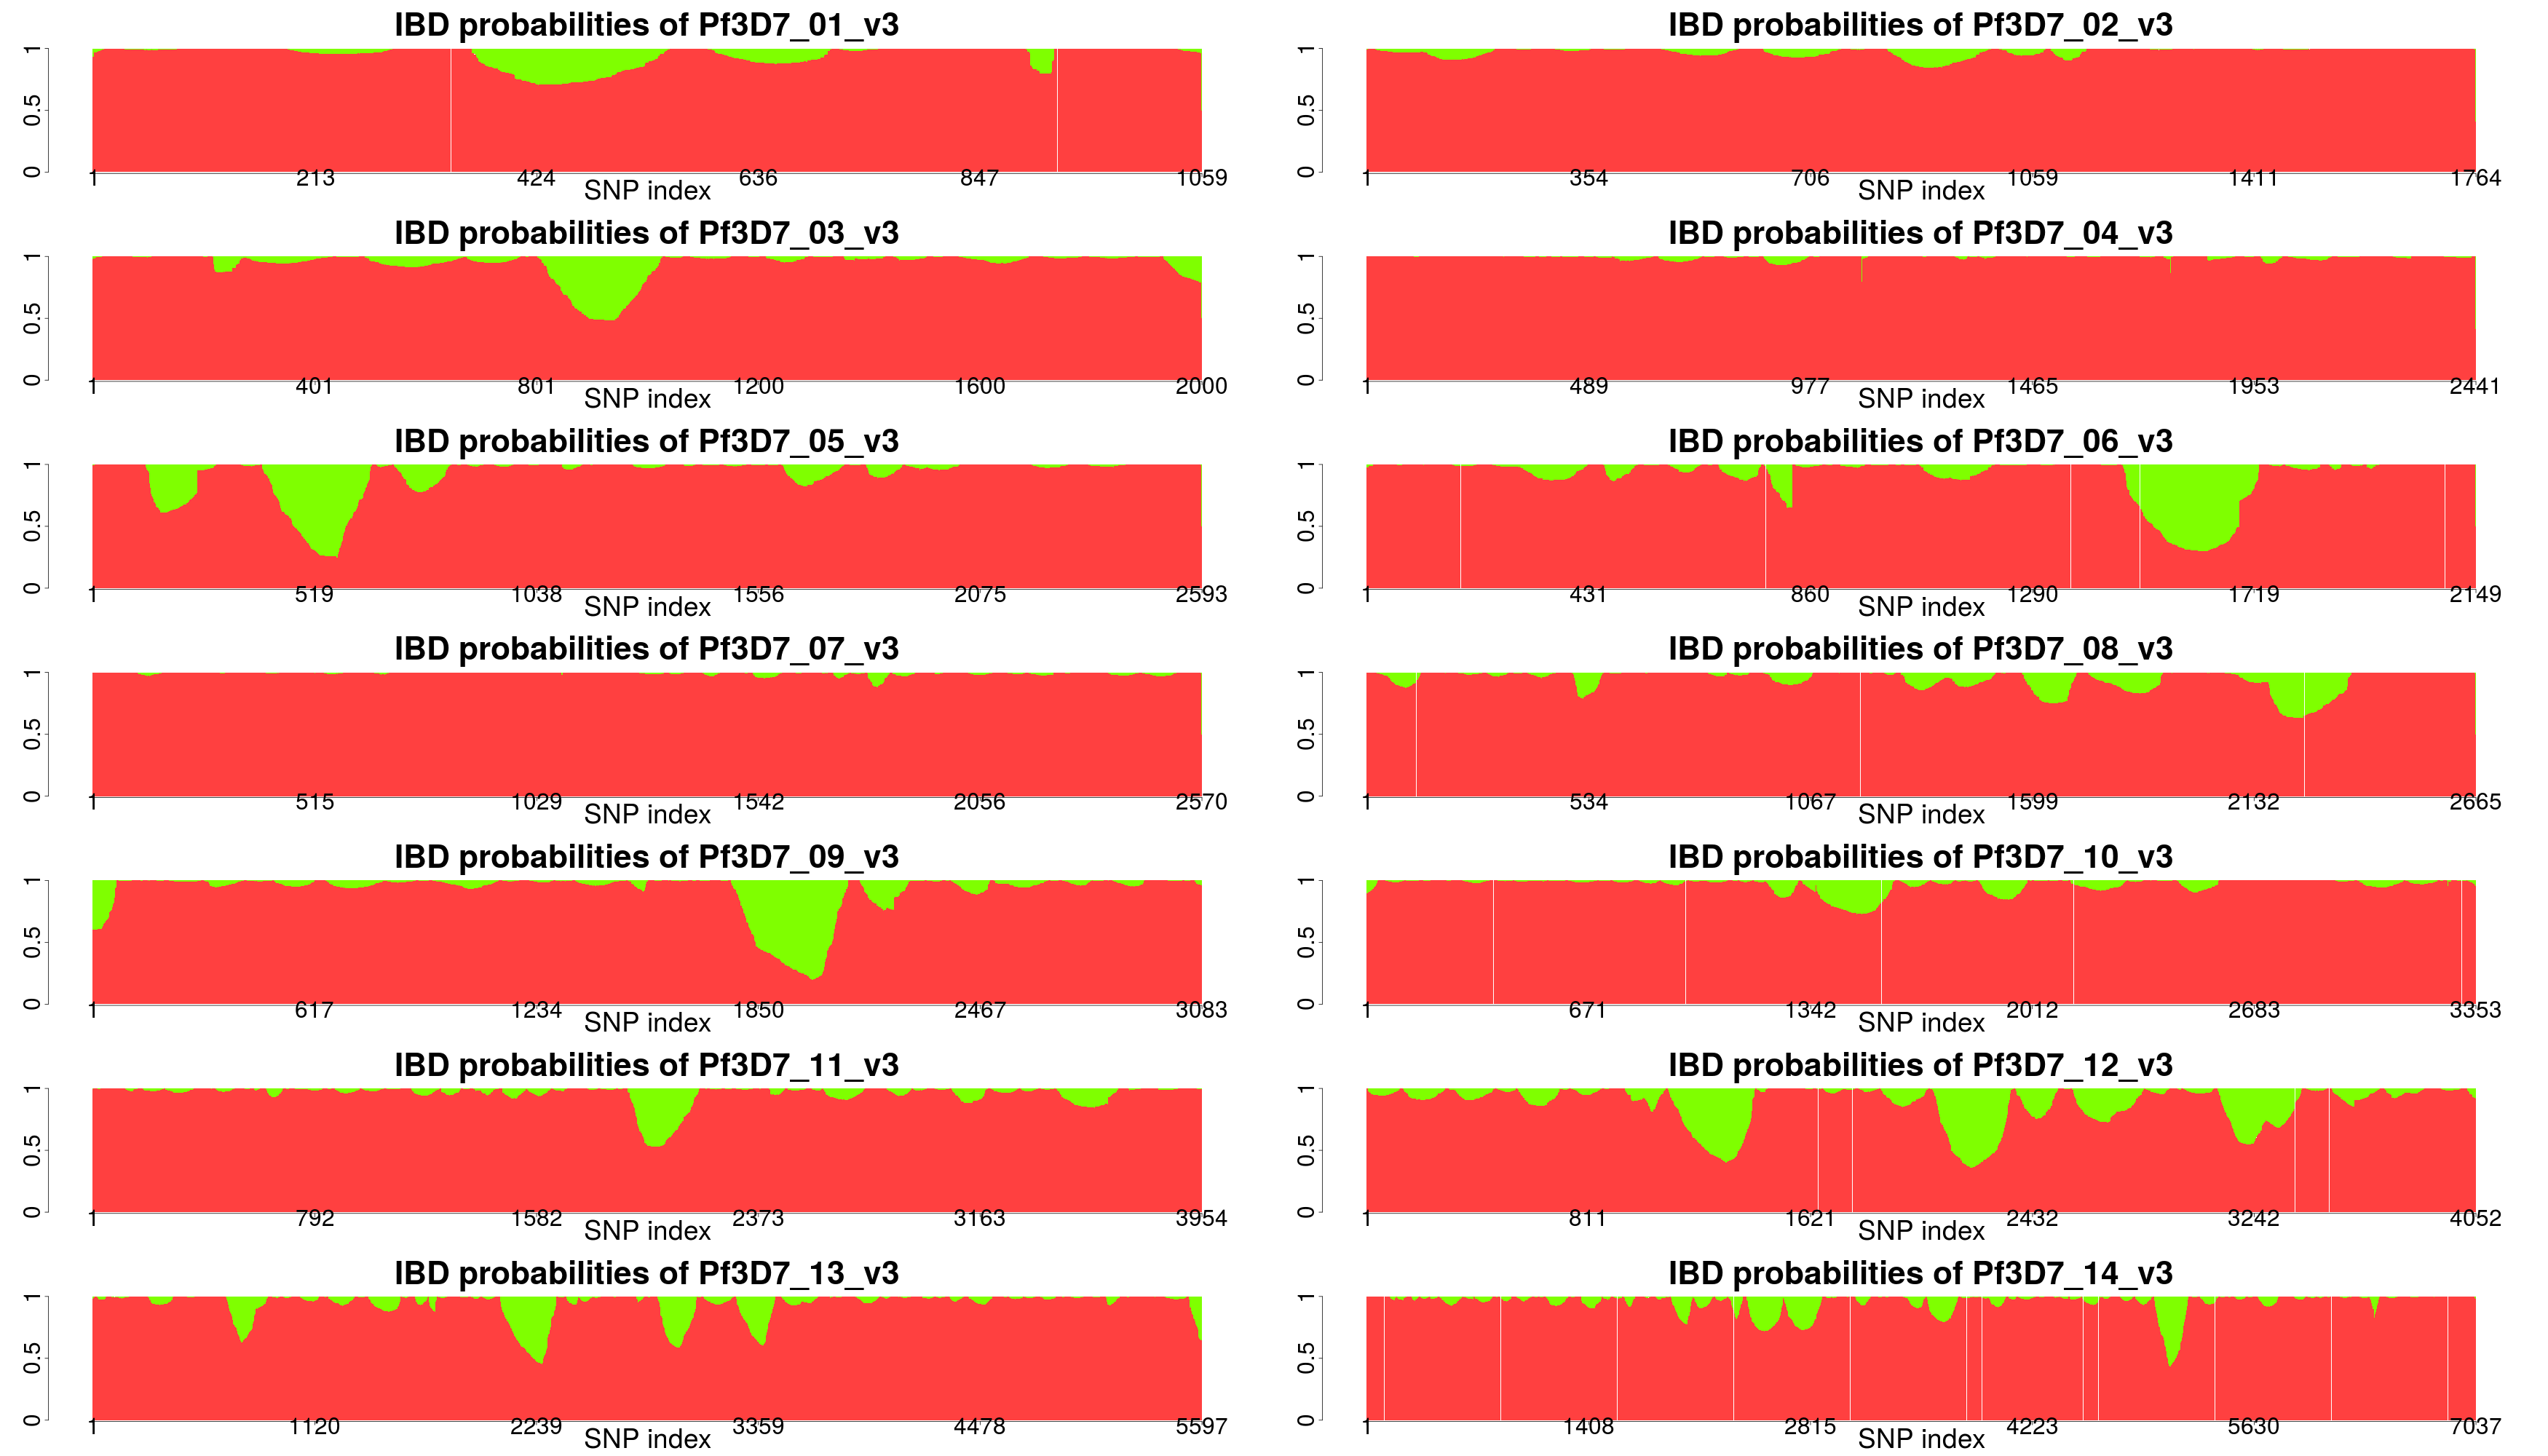 IBD probabilities of Pf3D7_01_v3
0 0.5 1
1 213 424 636 847 1059
SNP index
IBD probabilities of Pf3D7_02_v3
0 0.5 1
1 354 706 1059 1411 1764
SNP index
IBD probabilities of Pf3D7_03_v3
0 0.5 1
1 401 801 1200 1600 2000
SNP index
IBD probabilities of Pf3D7_04_v3
0 0.5 1
1 489 977 1465 1953 2441
SNP index
IBD probabilities of Pf3D7_05_v3
0 0.5 1
1 519 1038 1556 2075 2593
SNP index
IBD probabilities of Pf3D7_06_v3
0 0.5 1
1 431 860 1290 1719 2149
SNP index
IBD probabilities of Pf3D7_07_v3
0 0.5 1
1 515 1029 1542 2056 2570
SNP index
IBD probabilities of Pf3D7_08_v3
0 0.5 1
1 534 1067 1599 2132 2665
SNP index
IBD probabilities of Pf3D7_09_v3
0 0.5 1
1 617 1234 1850 2467 3083
SNP index
IBD probabilities of Pf3D7_10_v3
0 0.5 1
1 671 1342 2012 2683 3353
SNP index
IBD probabilities of Pf3D7_11_v3
0 0.5 1
1 792 1582 2373 3163 3954
SNP index
IBD probabilities of Pf3D7_12_v3
0 0.5 1
1 811 1621 2432 3242 4052
SNP index
IBD probabilities of Pf3D7_13_v3
0 0.5 1
1 1120 2239 3359 4478 5597
SNP index
IBD probabilities of Pf3D7_14_v3
0 0.5 1
1 1408 2815 4223 5630 7037
SNP index